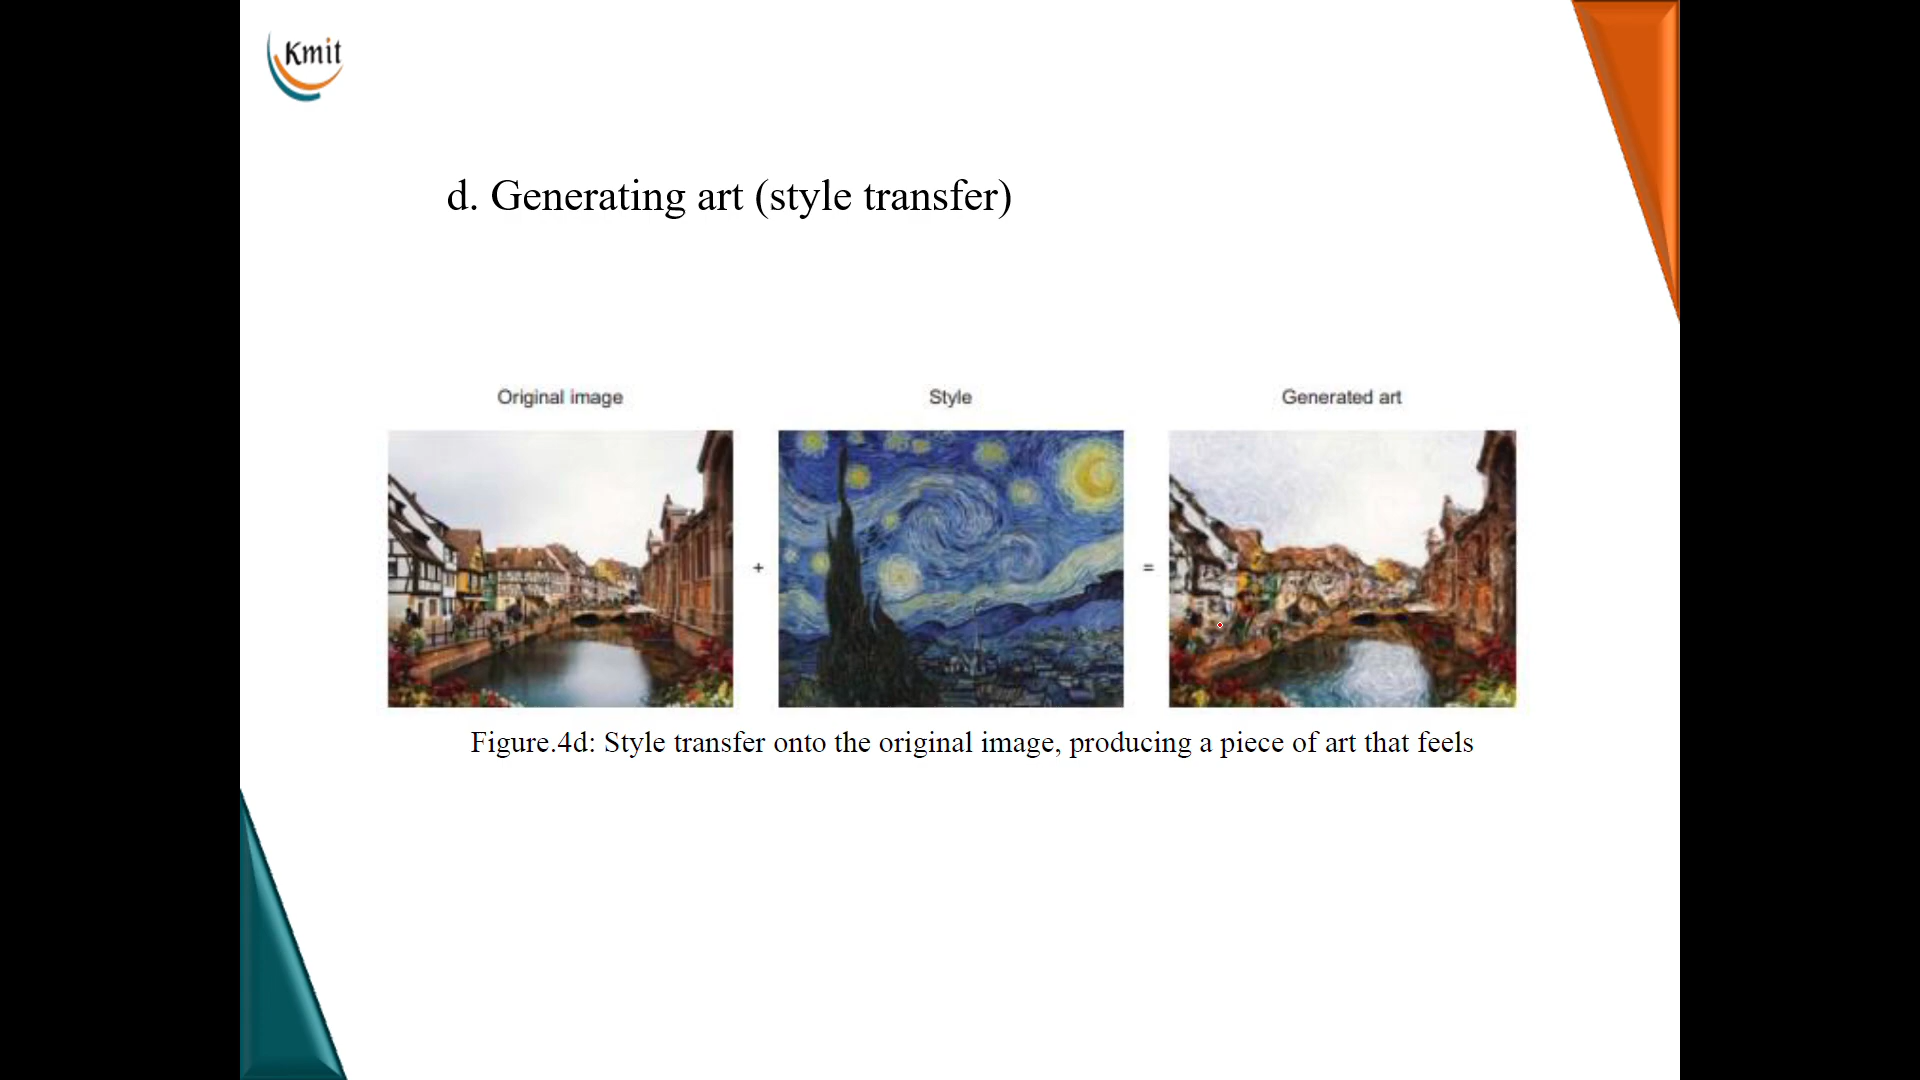 Kmit
d. Generating art (style transfer)
Original image
Style
Generated art
+
=
Figure.4d: Style transfer onto the original image, producing a piece of art that feels